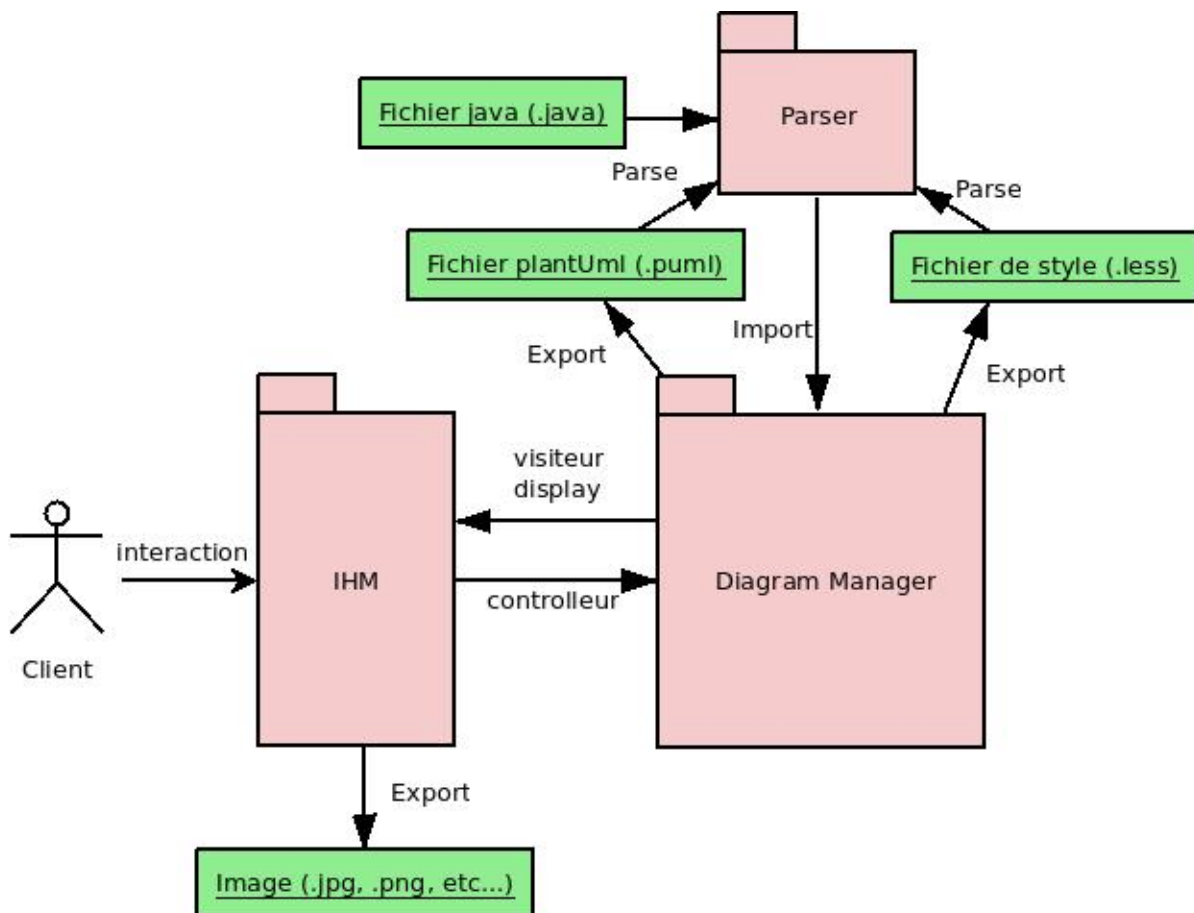 Parser
Fichier java (.java)
Parse
Parse
Fichier plantUml (.puml)
Fichier de style (.less)
Import
Export
Export
visiteur
display
interaction
IHM
Diagram Manager
controlleur
Client
Export
Image (.jpg, .png, etc...)